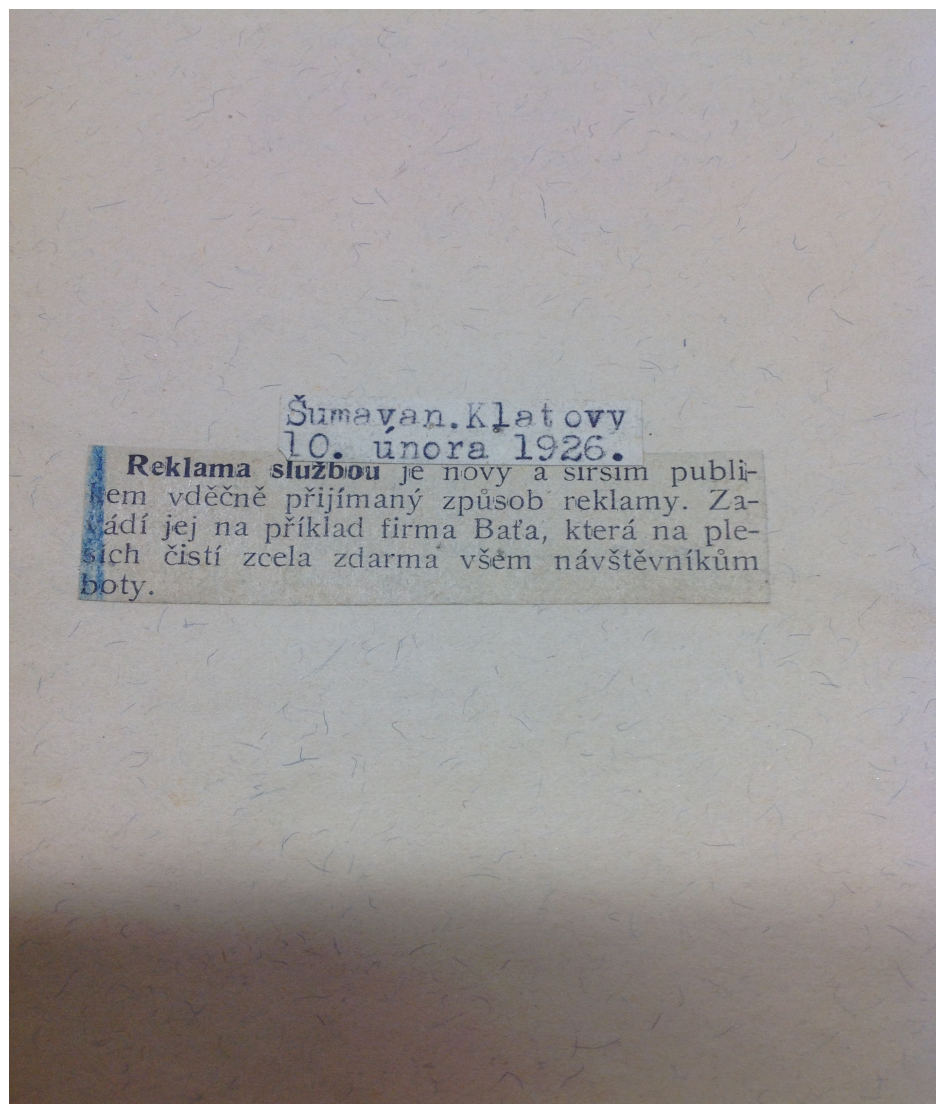 Šumavan.Klatovy
10. února 1926.
Reklama službou je nový a širším publi-
kem vděčně přijímaný způsob reklamy. Za-
vádí jej na příklad firma Baťa, která na ple-
sích čistí zcela zdarma všem návštěvníkům
boty.